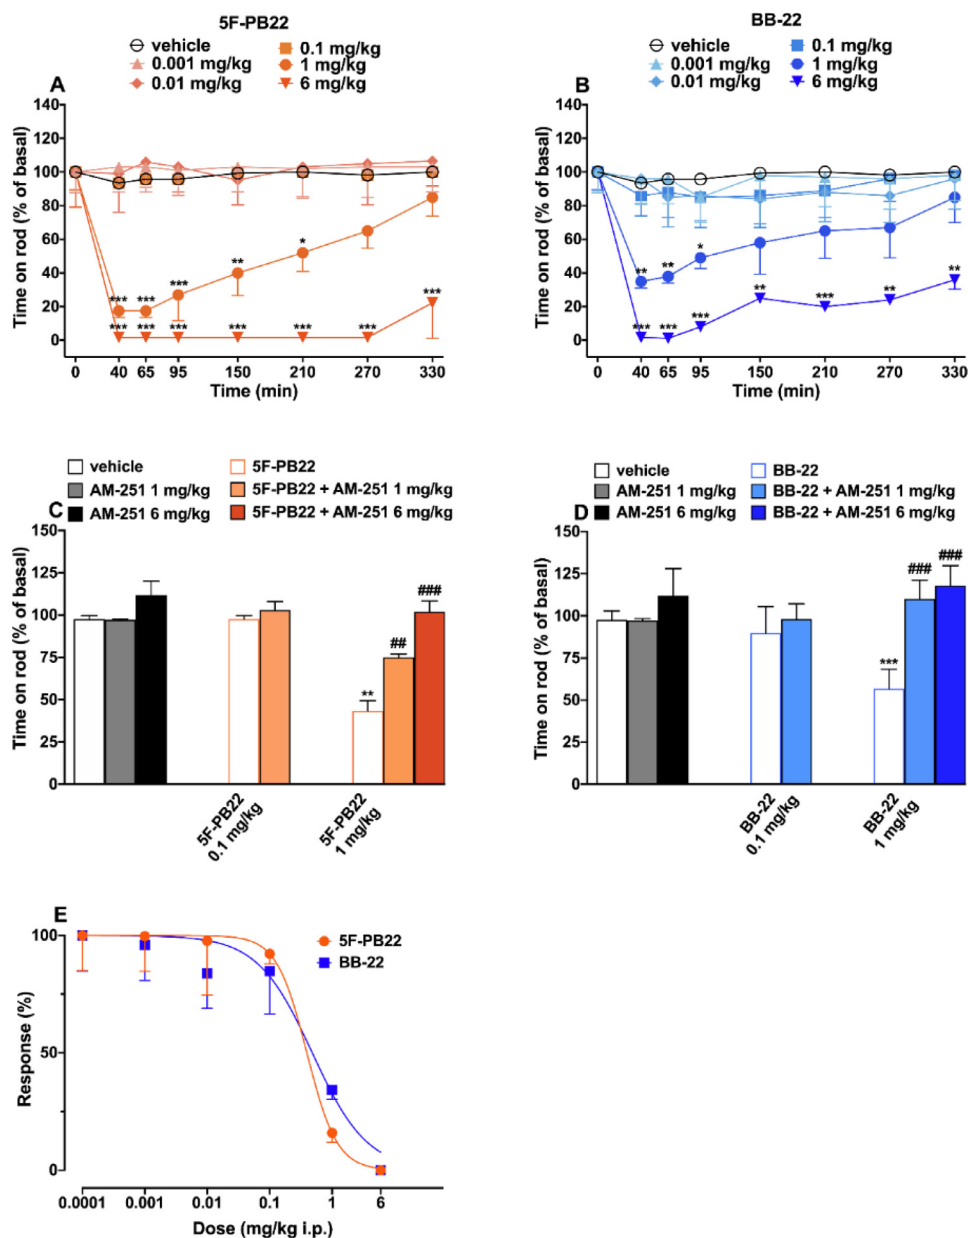 5F-PB22
vehicle
0.1 mg/kg
0.001 mg/kg
1 mg/kg
0.01 mg/kg
6 mg/kg
A
Time on rod (% of basal)
140
120
100
80
60
40
20
0
***
***
***
**
*
***
***
***
***
***
***
***
0
40
65
95
150
210
270
330
Time (min)
BB-22
vehicle
0.1 mg/kg
0.001 mg/kg
1 mg/kg
0.01 mg/kg
6 mg/kg
B
Time on rod (% of basal)
140
120
100
80
60
40
20
0
**
**
*
***
***
***
**
***
**
**
0
40
65
95
150
210
270
330
Time (min)
vehicle
5F-PB22
AM-251 1 mg/kg
5F-PB22 + AM-251 1 mg/kg
AM-251 6 mg/kg
5F-PB22 + AM-251 6 mg/kg
C
Time on rod (% of basal)
150
125
100
75
50
25
0
**
##
###
5F-PB22
0.1 mg/kg
5F-PB22
1 mg/kg
vehicle
BB-22
AM-251 1 mg/kg
BB-22 + AM-251 1 mg/kg
AM-251 6 mg/kg
BB-22 + AM-251 6 mg/kg
D
Time on rod (% of basal)
150
125
100
75
50
25
0
***
###
###
BB-22
0.1 mg/kg
BB-22
1 mg/kg
E
5F-PB22
BB-22
Response (%)
100
50
0
0.0001
0.001
0.01
0.1
1
6
Dose (mg/kg i.p.)